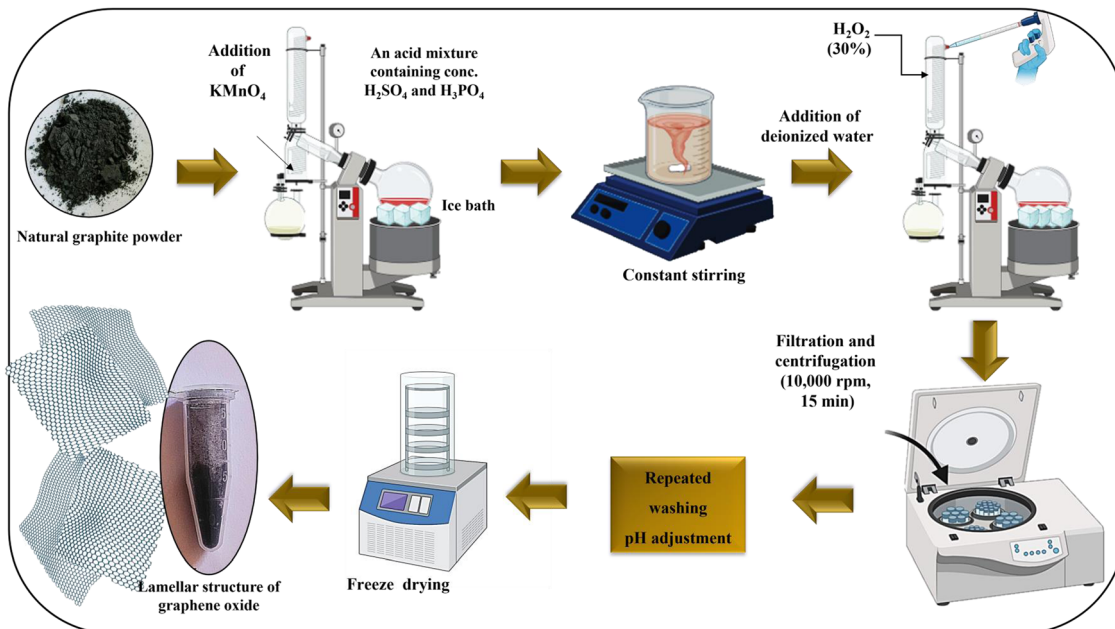 Natural graphite powder
Addition
of
KMnO₄
An acid mixture
containing conc.
H₂SO₄ and H₃PO₄
Ice bath
Constant stirring
Addition of
deionized water
H₂O₂
(30%)
Filtration and
centrifugation
(10,000 rpm,
15 min)
Repeated
washing
pH adjustment
Freeze drying
Lamellar structure of
graphene oxide